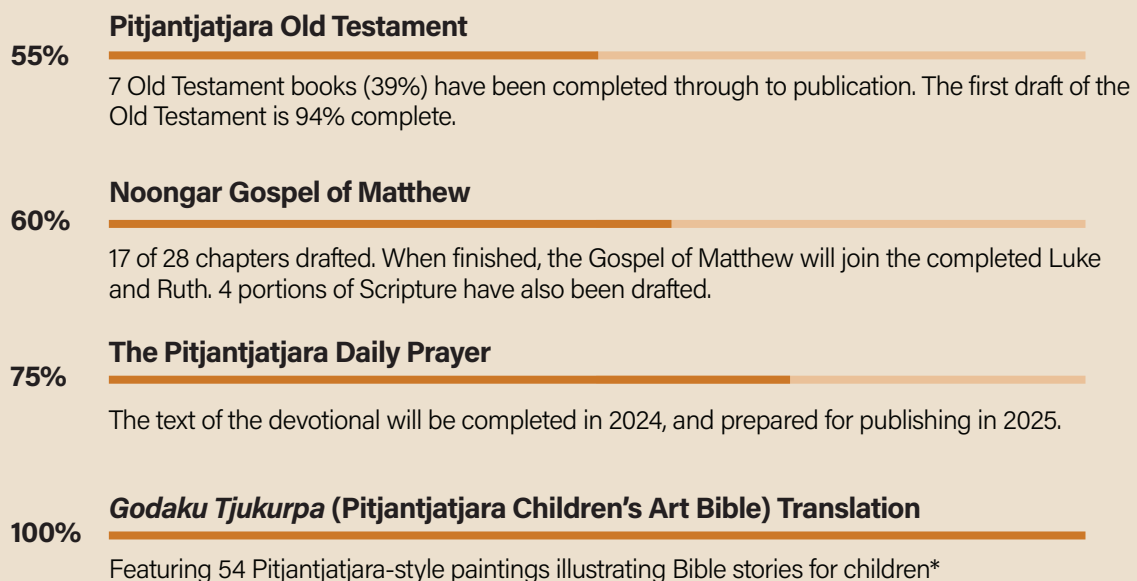 Pitjantjatjara Old Testament
55%
7 Old Testament books (39%) have been completed through to publication. The first draft of the
Old Testament is 94% complete.
Noongar Gospel of Matthew
60%
17 of 28 chapters drafted. When finished, the Gospel of Matthew will join the completed Luke
and Ruth. 4 portions of Scripture have also been drafted.
The Pitjantjatjara Daily Prayer
75%
The text of the devotional will be completed in 2024, and prepared for publishing in 2025.
Godaku Tjukurpa (Pitjantjatjara Children’s Art Bible) Translation
100%
Featuring 54 Pitjantjatjara-style paintings illustrating Bible stories for children*